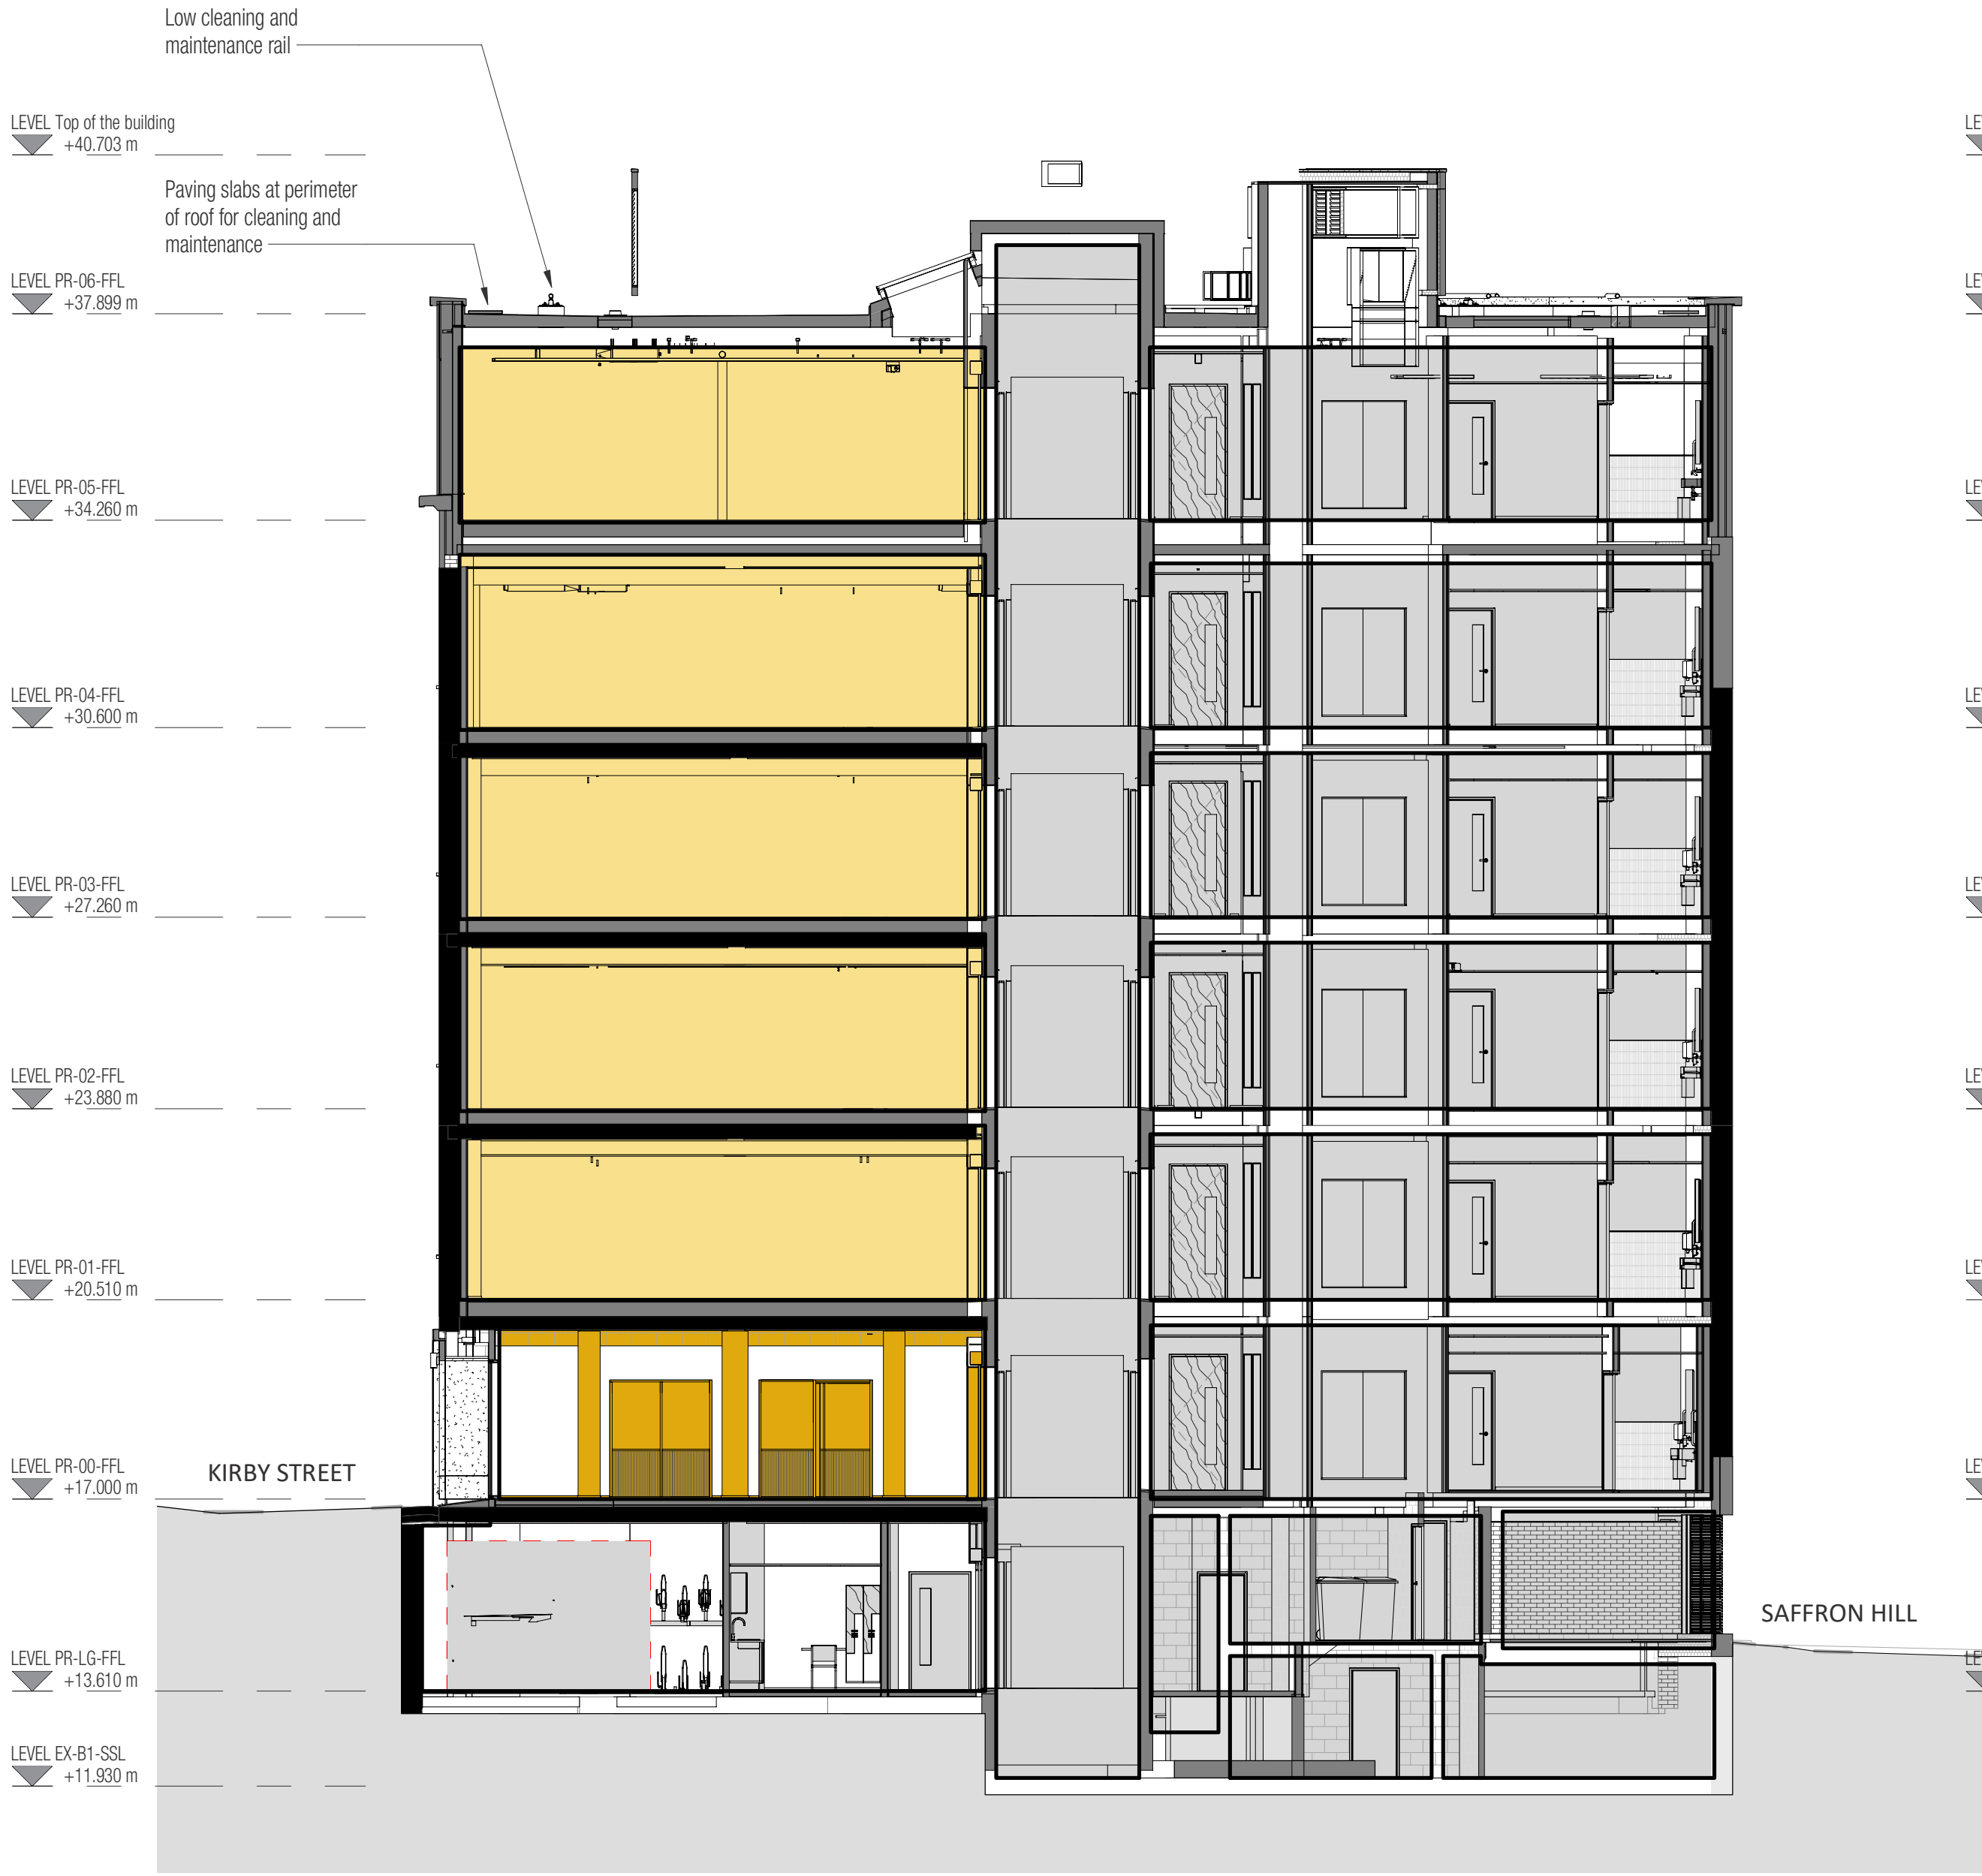 Low cleaning and
maintenance rail
LEVEL Top of the building
+40.703 m
Paving slabs at perimeter
of roof for cleaning and
maintenance
LEVEL PR-06-FFL
+37.899 m
LEVEL PR-05-FFL
+34.260 m
LEVEL PR-04-FFL
+30.600 m
LEVEL PR-03-FFL
+27.260 m
LEVEL PR-02-FFL
+23.880 m
LEVEL PR-01-FFL
+20.510 m
LEVEL PR-00-FFL
+17.000 m
KIRBY STREET
SAFFRON HILL
LEVEL PR-LG-FFL
+13.610 m
LEVEL EX-B1-SSL
+11.930 m